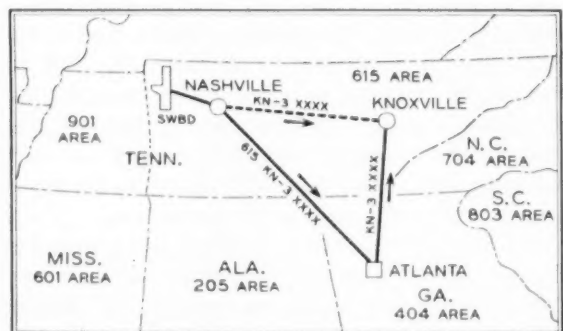 615 AREA
NASHVILLE
KN-3 XXXX
KNOXVILLE
SWBD
901
AREA
TENN.
615 KN-3 XXXX
KN-3 XXXX
N.C.
704 AREA
S.C.
803 AREA
MISS.
601 AREA
ALA.
205 AREA
ATLANTA
GA.
404 AREA